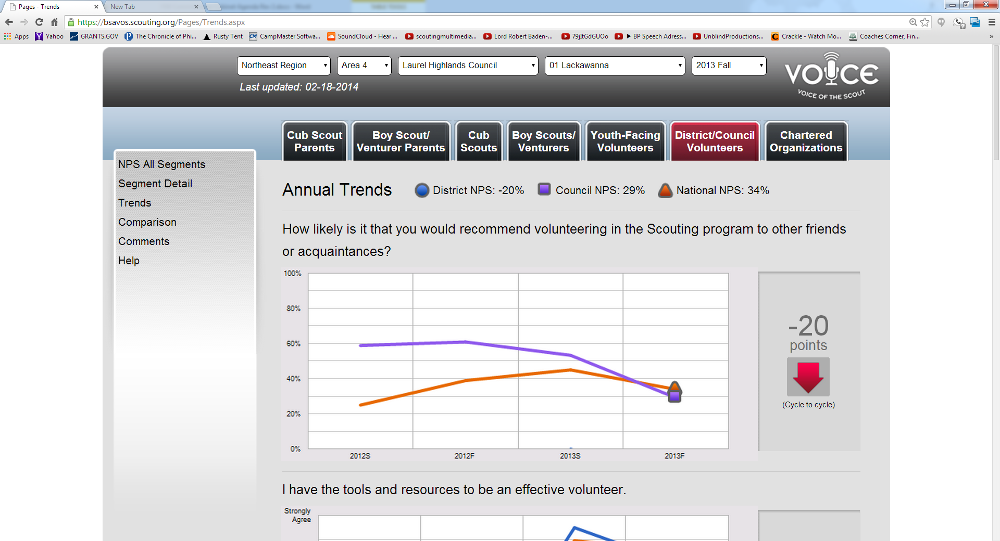 Pages - Trends
New Tab
https://bsavos.scouting.org/Pages/Trends.aspx
Apps Yahoo GRANTS.GOV The Chronicle of Phi... Rusty Tent CampMaster Softwa... SoundCloud - Hear ... scoutingmultimedia... Lord Robert Baden-... 79jItGdGUOo ► BP Speech Adress... UnblindProductions... Crackle - Watch Mo... Coaches Corner, Fin... »
Northeast Region Area 4 Laurel Highlands Council 01 Lackawanna 2013 Fall
Last updated: 02-18-2014
VOICE
VOICE OF THE SCOUT
Cub Scout
Parents
Boy Scout/
Venturer Parents
Cub
Scouts
Boy Scouts/
Venturers
Youth-Facing
Volunteers
District/Council
Volunteers
Chartered
Organizations
NPS All Segments
Segment Detail
Trends
Comparison
Comments
Help
Annual Trends District NPS: -20% Council NPS: 29% National NPS: 34%
How likely is it that you would recommend volunteering in the Scouting program to other friends
or acquaintances?
100%
80%
60%
40%
20%
0%
2012S 2012F 2013S 2013F
-20
points
(Cycle to cycle)
I have the tools and resources to be an effective volunteer.
Strongly
Agree